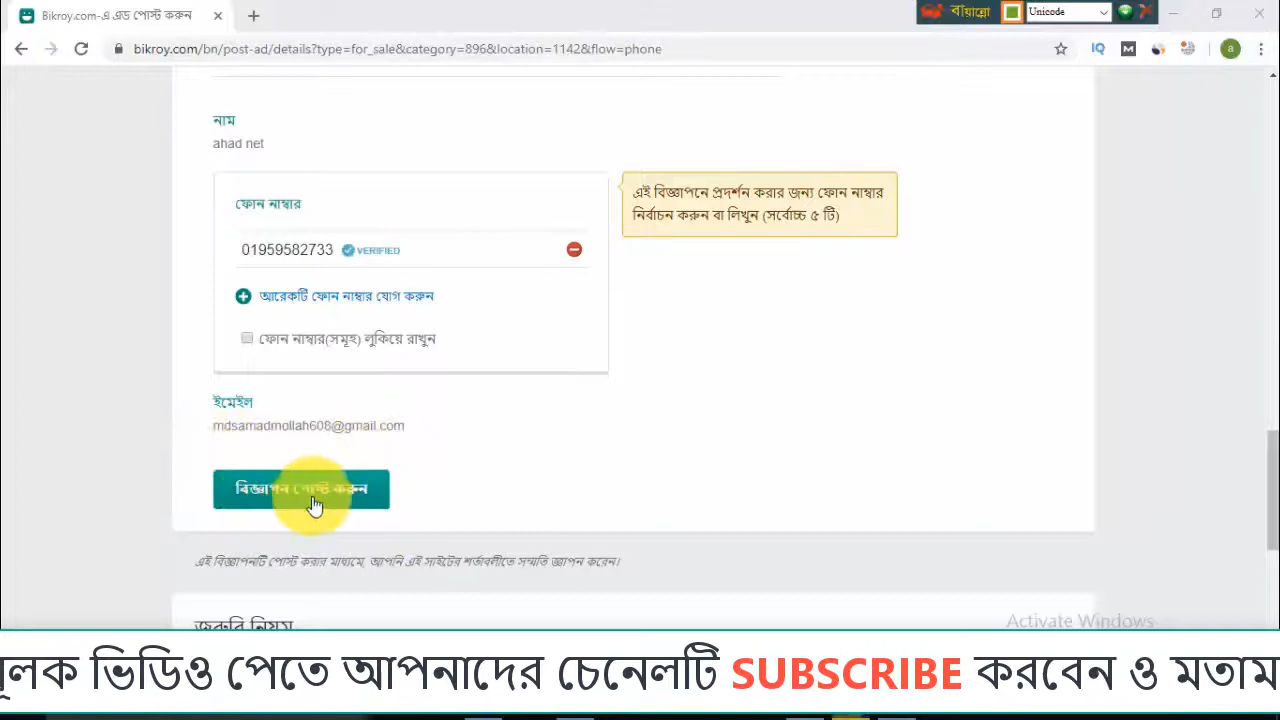 Bikroy.com-এ এড পোস্ট করুন
বায়ান্নো
Unicode
bikroy.com/bn/post-ad/details?type=for_sale&category=896&location=1142&flow=phone
নাম
ahad net
ফোন নাম্বার
এই বিজ্ঞাপনে প্রদর্শন করার জন্য ফোন নাম্বার
নির্বাচন করুন বা লিখুন (সর্বোচ্চ ৫ টি)
01959582733 VERIFIED
আরেকটি ফোন নাম্বার যোগ করুন
ফোন নাম্বার(সমূহ) লুকিয়ে রাখুন
ইমেইল
mdsamadmollah608@gmail.com
বিজ্ঞাপন পোস্ট করুন
এই বিজ্ঞাপনটি পোস্ট করার মাধ্যমে, আপনি এই সাইটের শর্তাবলীতে সম্মতি জ্ঞাপন করেন।
জরুরি নিয়ম
Activate Windows
মূলক ভিডিও পেতে আপনাদের চেনেলটি SUBSCRIBE করবেন ও মতাম